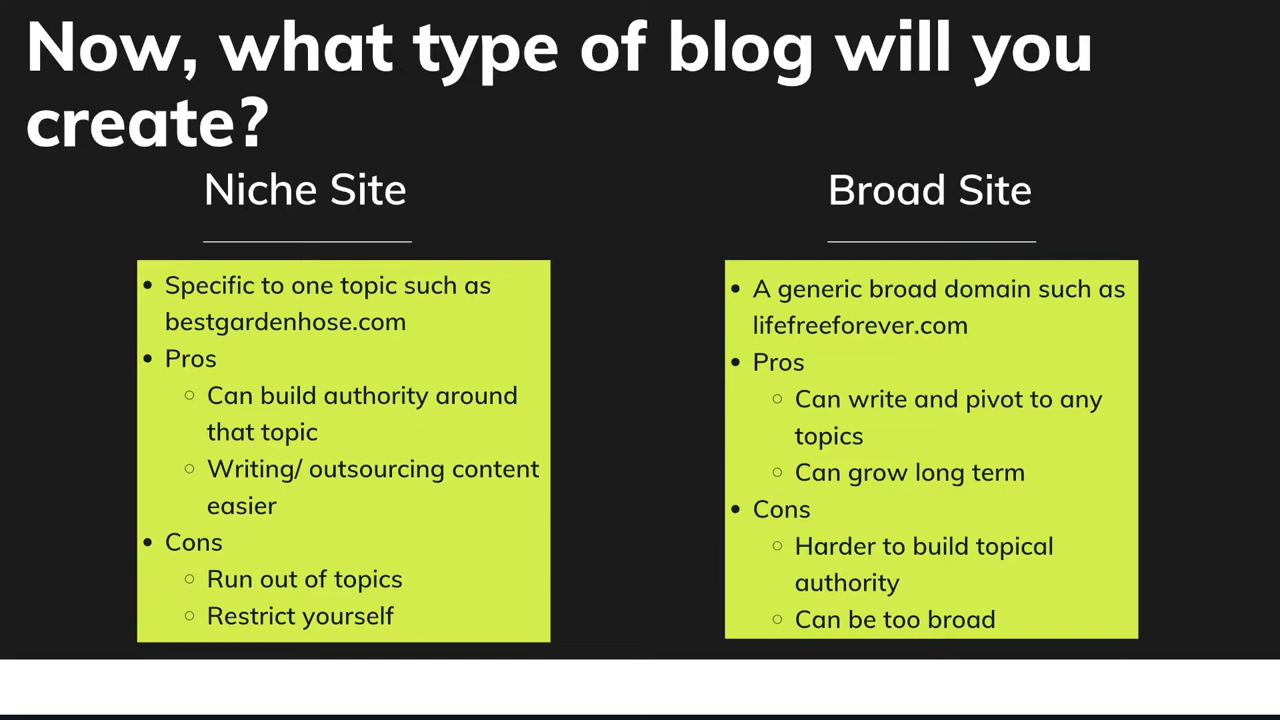 Now, what type of blog will you
create?
Niche Site
Specific to one topic such as
bestgardenhose.com
Pros
Can build authority around
that topic
Writing/ outsourcing content
easier
Cons
Run out of topics
Restrict yourself
Broad Site
A generic broad domain such as
lifefreeforever.com
Pros
Can write and pivot to any
topics
Can grow long term
Cons
Harder to build topical
authority
Can be too broad